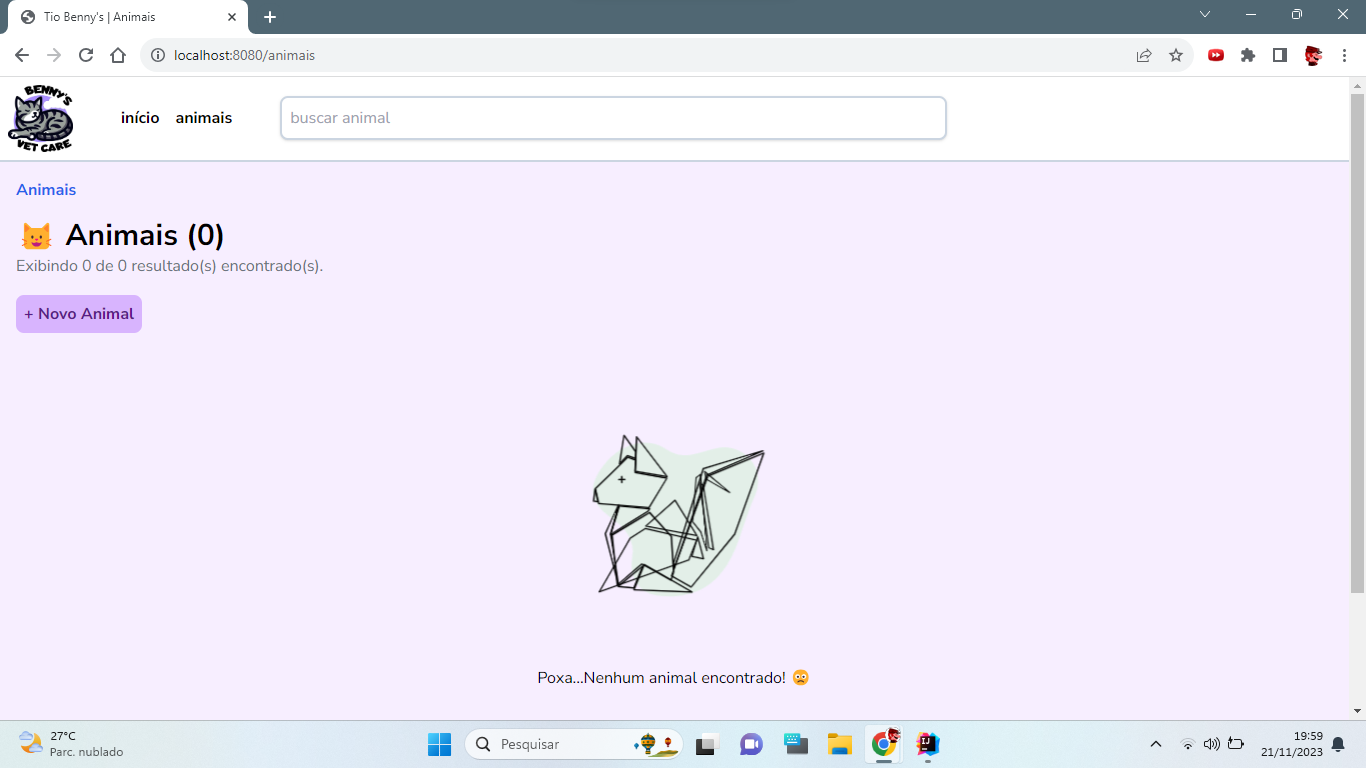 Tio Benny's | Animais
localhost:8080/animais
BENNY'S
VET CARE
início
animais
buscar animal
Animais
Animais (0)
Exibindo 0 de 0 resultado(s) encontrado(s).
+ Novo Animal
Poxa...Nenhum animal encontrado!
27°C
Parc. nublado
Pesquisar
IJ
19:59
21/11/2023